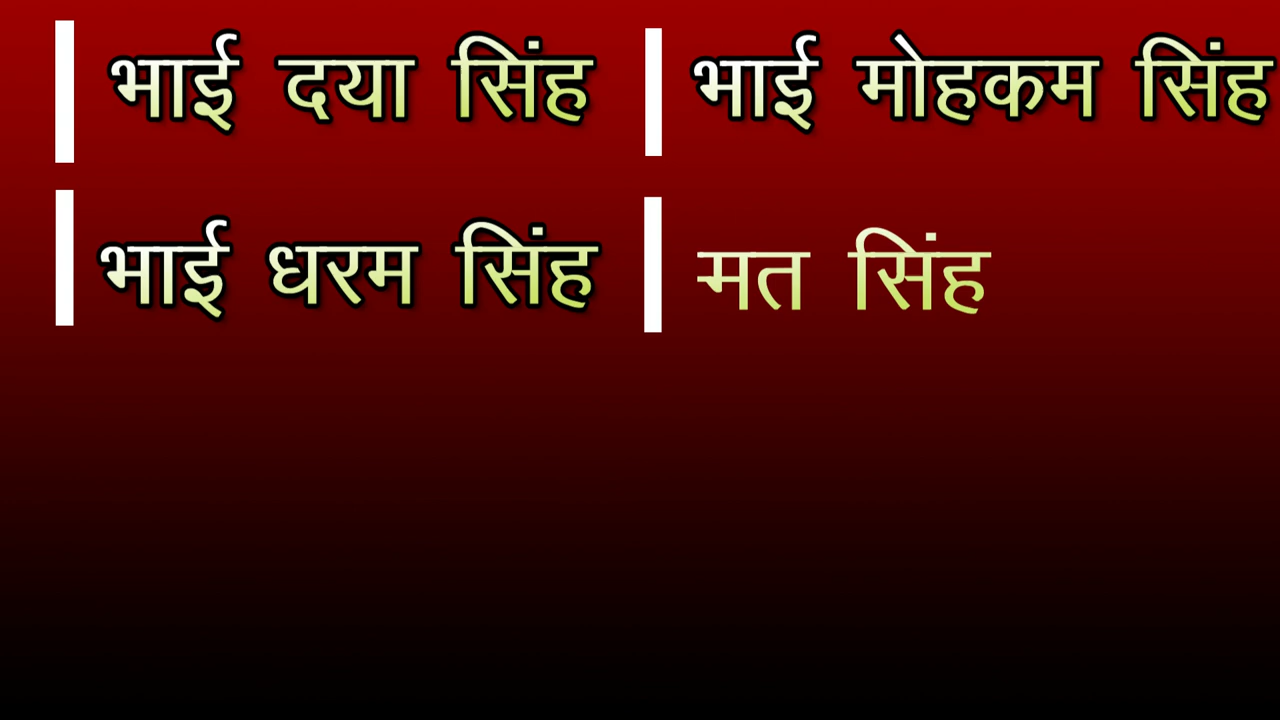 भाई दया सिंह
भाई मोहकम सिंह
भाई धरम सिंह
मत सिंह